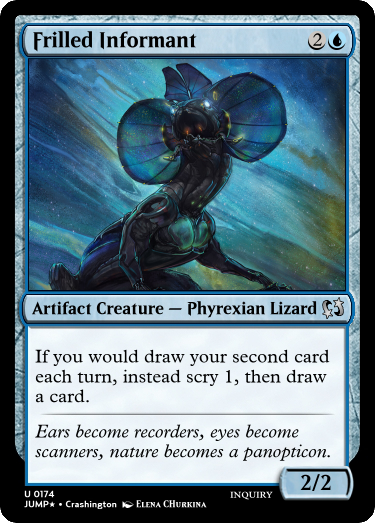 Frilled Informant 2
Artifact Creature — Phyrexian Lizard
If you would draw your second card
each turn, instead scry 1, then draw
a card.
Ears become recorders, eyes become
scanners, nature becomes a panopticon.
2/2
U 0174 INQUIRY
JUMP★ • Crashington Elena CHurkina